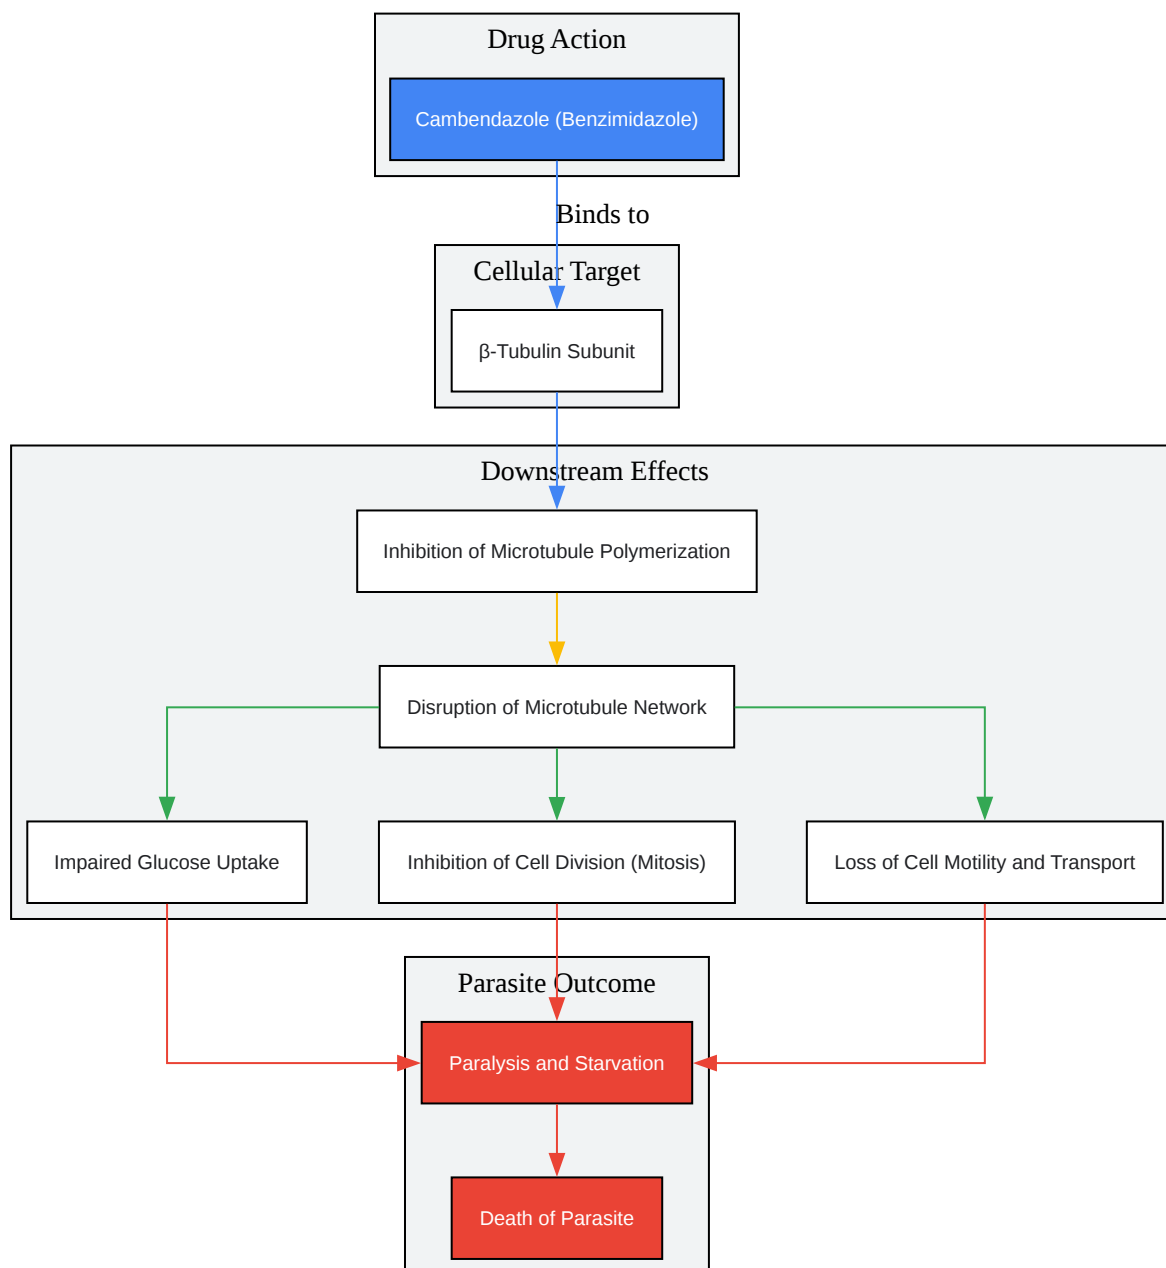 Drug Action
Cambendazole (Benzimidazole)
Binds to
Cellular Target
β-Tubulin Subunit
Downstream Effects
Inhibition of Microtubule Polymerization
Disruption of Microtubule Network
Impaired Glucose Uptake
Inhibition of Cell Division (Mitosis)
Loss of Cell Motility and Transport
Parasite Outcome
Paralysis and Starvation
Death of Parasite